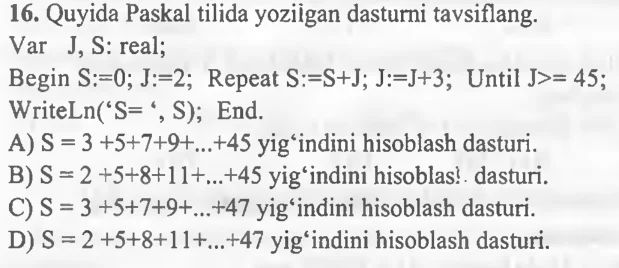 16. Quyida Paskal tilida yozilgan dasturni tavsiflang.
Var J, S: real;
Begin S:=0; J:=2; Repeat S:=S+J; J:=J+3; Until J>= 45;
WriteLn(‘S= ‘, S); End.
A) S = 3 +5+7+9+...+45 yig‘indini hisoblash dasturi.
B) S = 2 +5+8+11+...+45 yig‘indini hisoblash dasturi.
C) S = 3 +5+7+9+...+47 yig‘indini hisoblash dasturi.
D) S = 2 +5+8+11+...+47 yig‘indini hisoblash dasturi.